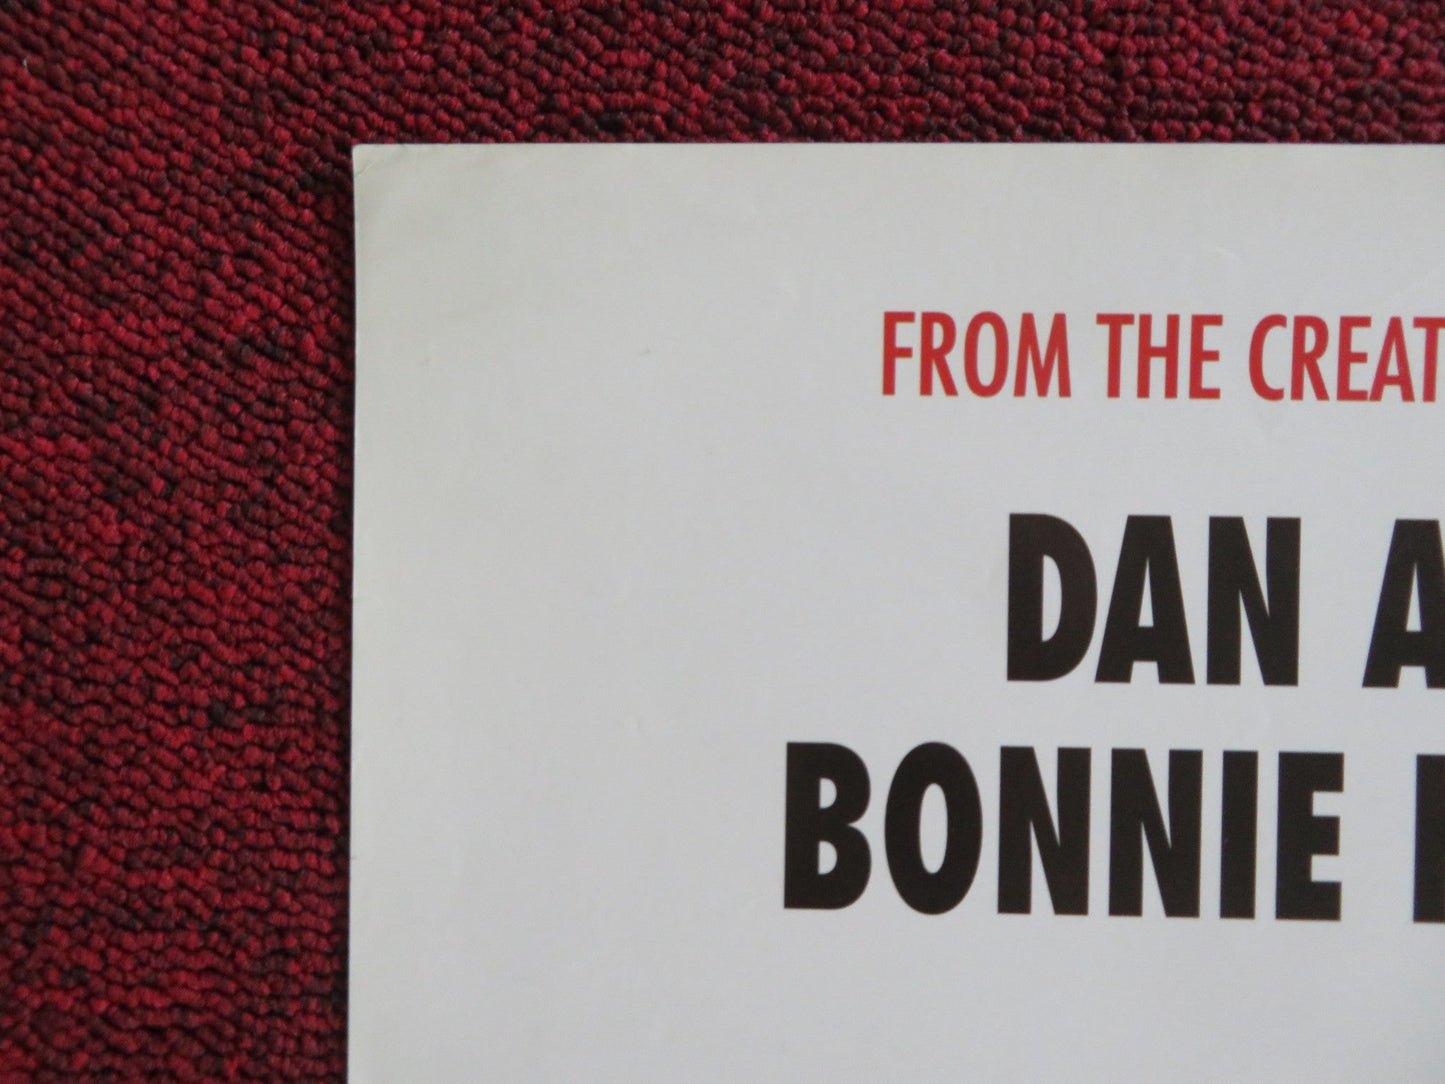 FROM THE CREAT
DAN A
BONNIE